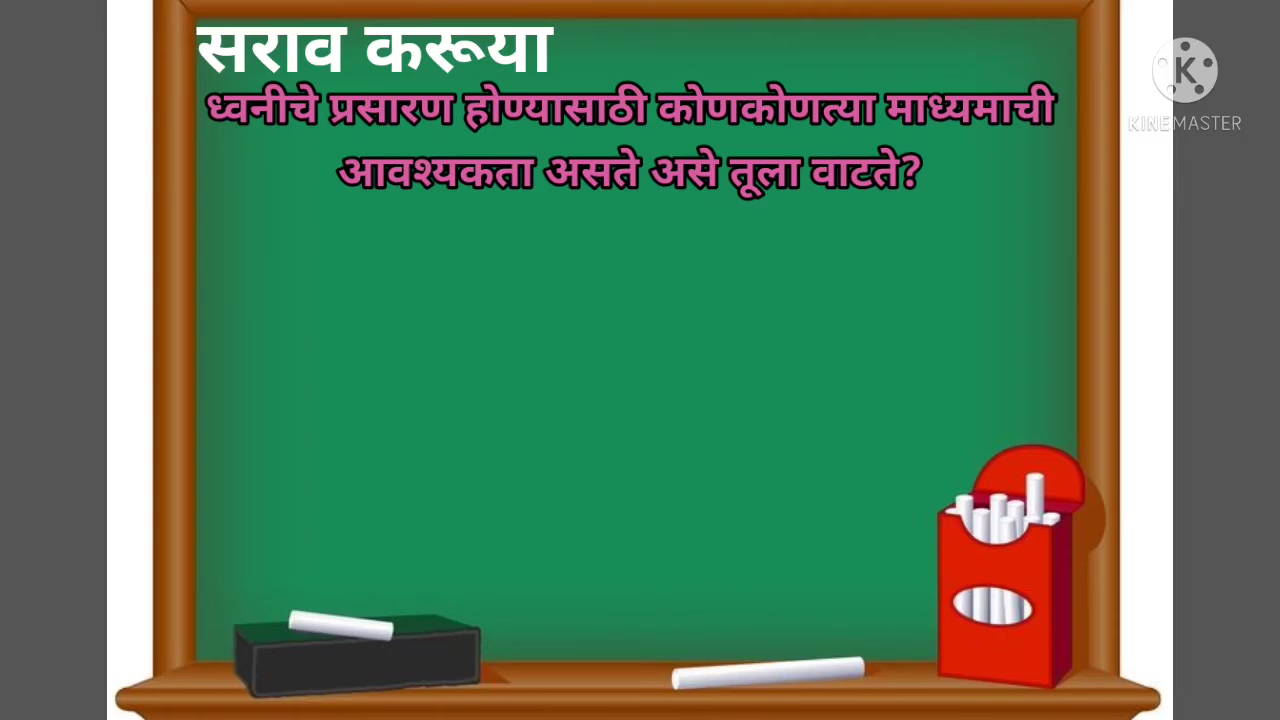 सराव करूया
ध्वनीचे प्रसारण होण्यासाठी कोणकोणत्या माध्यमाची
आवश्यकता असते असे तूला वाटते?
K
KINEMASTER